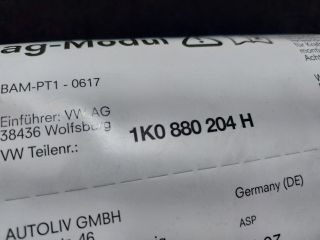 ag-Modul
BAM-PT1 - 0617
Einführer: VW AG
38436 Wolfsburg
VW Teilenr.:
1K0 880 204 H
Germany (DE)
AUTOLIV GMBH
ASP